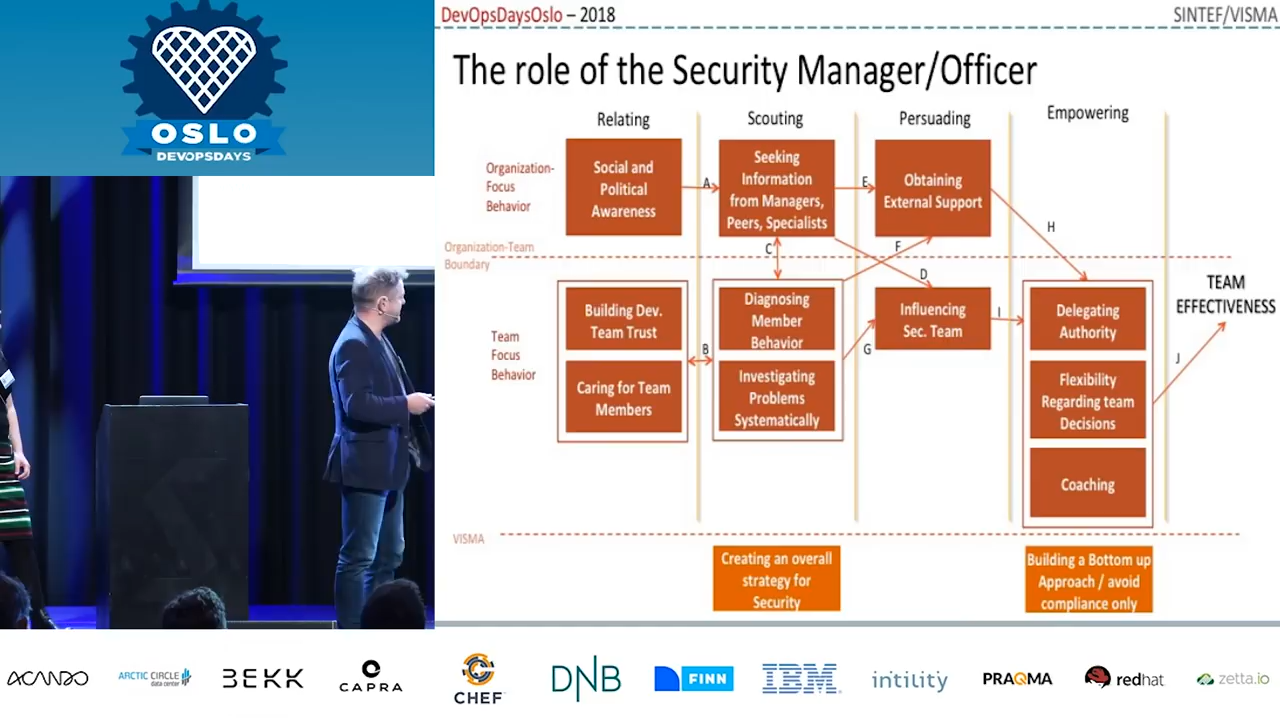 OSLO
DEVOPSDAYS
DevOpsDaysOslo – 2018
SINTEF/VISMA
The role of the Security Manager/Officer
Relating
Scouting
Persuading
Empowering
Organization-
Focus
Behavior
Social and
Political
Awareness
A
Seeking
Information
from Managers,
Peers, Specialists
E
Obtaining
External Support
H
Organization-Team
Boundary
C
F
D
Team
Focus
Behavior
Building Dev.
Team Trust
Caring for Team
Members
B
Diagnosing
Member
Behavior
Investigating
Problems
Systematically
G
Influencing
Sec. Team
I
Delegating
Authority
Flexibility
Regarding team
Decisions
Coaching
J
TEAM
EFFECTIVENESS
VISMA
Creating an overall
strategy for
Security
Building a Bottom up
Approach / avoid
compliance only
ACANDO
ARCTIC CIRCLE
data center
BEKK
CAPRA
CHEF
DNB
FINN
IBM
intility
PRAQMA
redhat
zetta.io